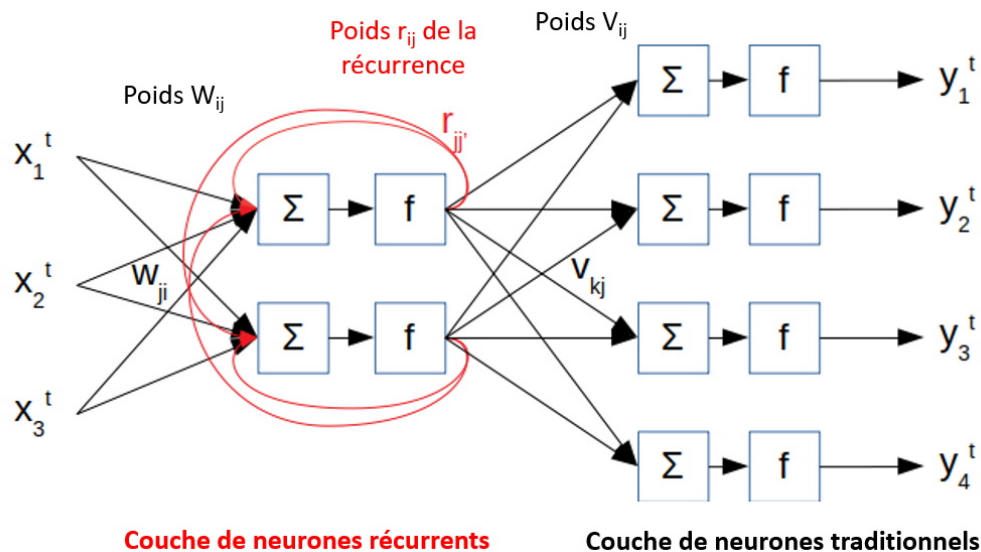 Poids r_ij de la
récurrence
Poids V_ij
Poids W_ij
r_jj'
x_1^t
x_2^t
x_3^t
w_ji
v_kj
Σ f
Σ f
Σ f y_1^t
Σ f y_2^t
Σ f y_3^t
Σ f y_4^t
Couche de neurones récurrents
Couche de neurones traditionnels